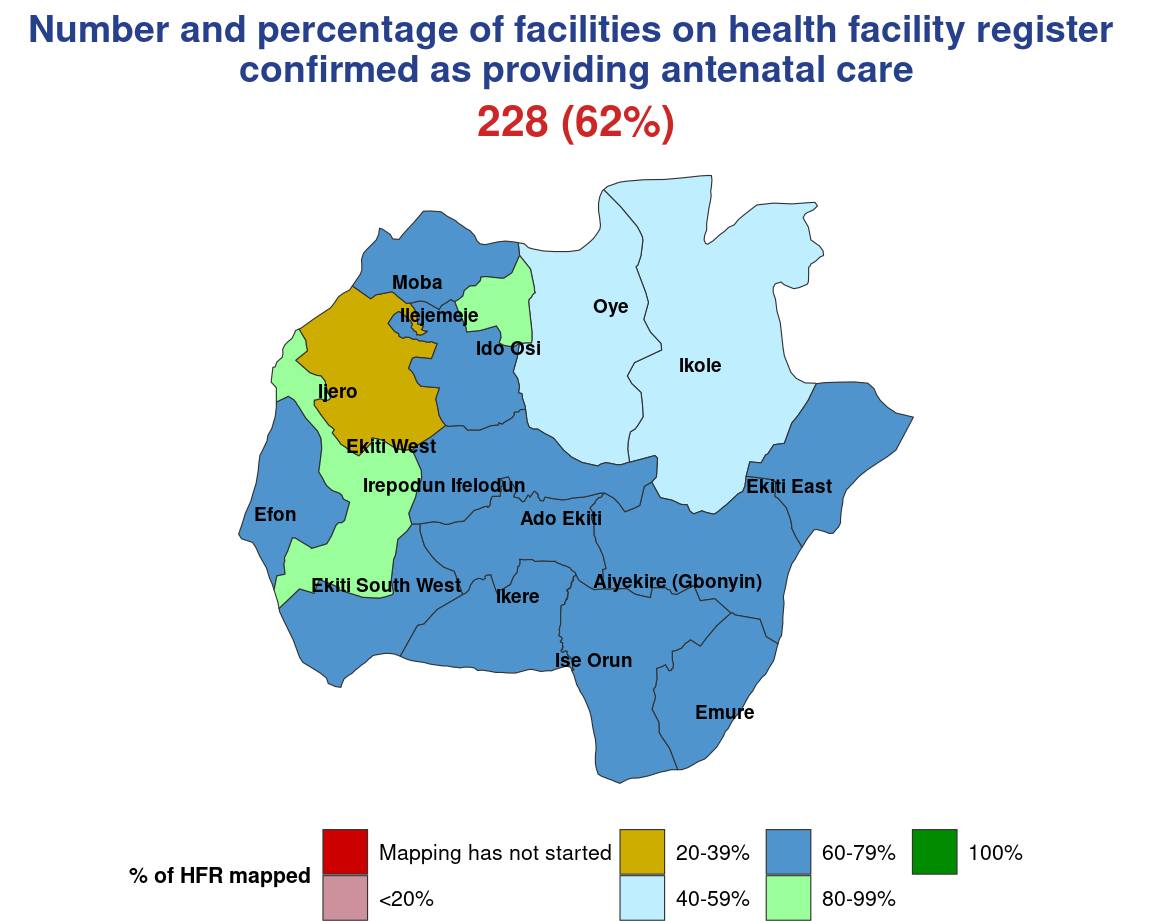 Number and percentage of facilities on health facility register
confirmed as providing antenatal care
228 (62%)
Moba
Ilejemeje
Oye
Ido Osi
Ikole
Ijero
Ekiti West
Irepodun Ifelodun
Ekiti East
Efon
Ado Ekiti
Ekiti South West
Aiyekire (Gbonyin)
Ikere
Ise Orun
Emure
% of HFR mapped
Mapping has not started
<20%
20-39%
40-59%
60-79%
80-99%
100%